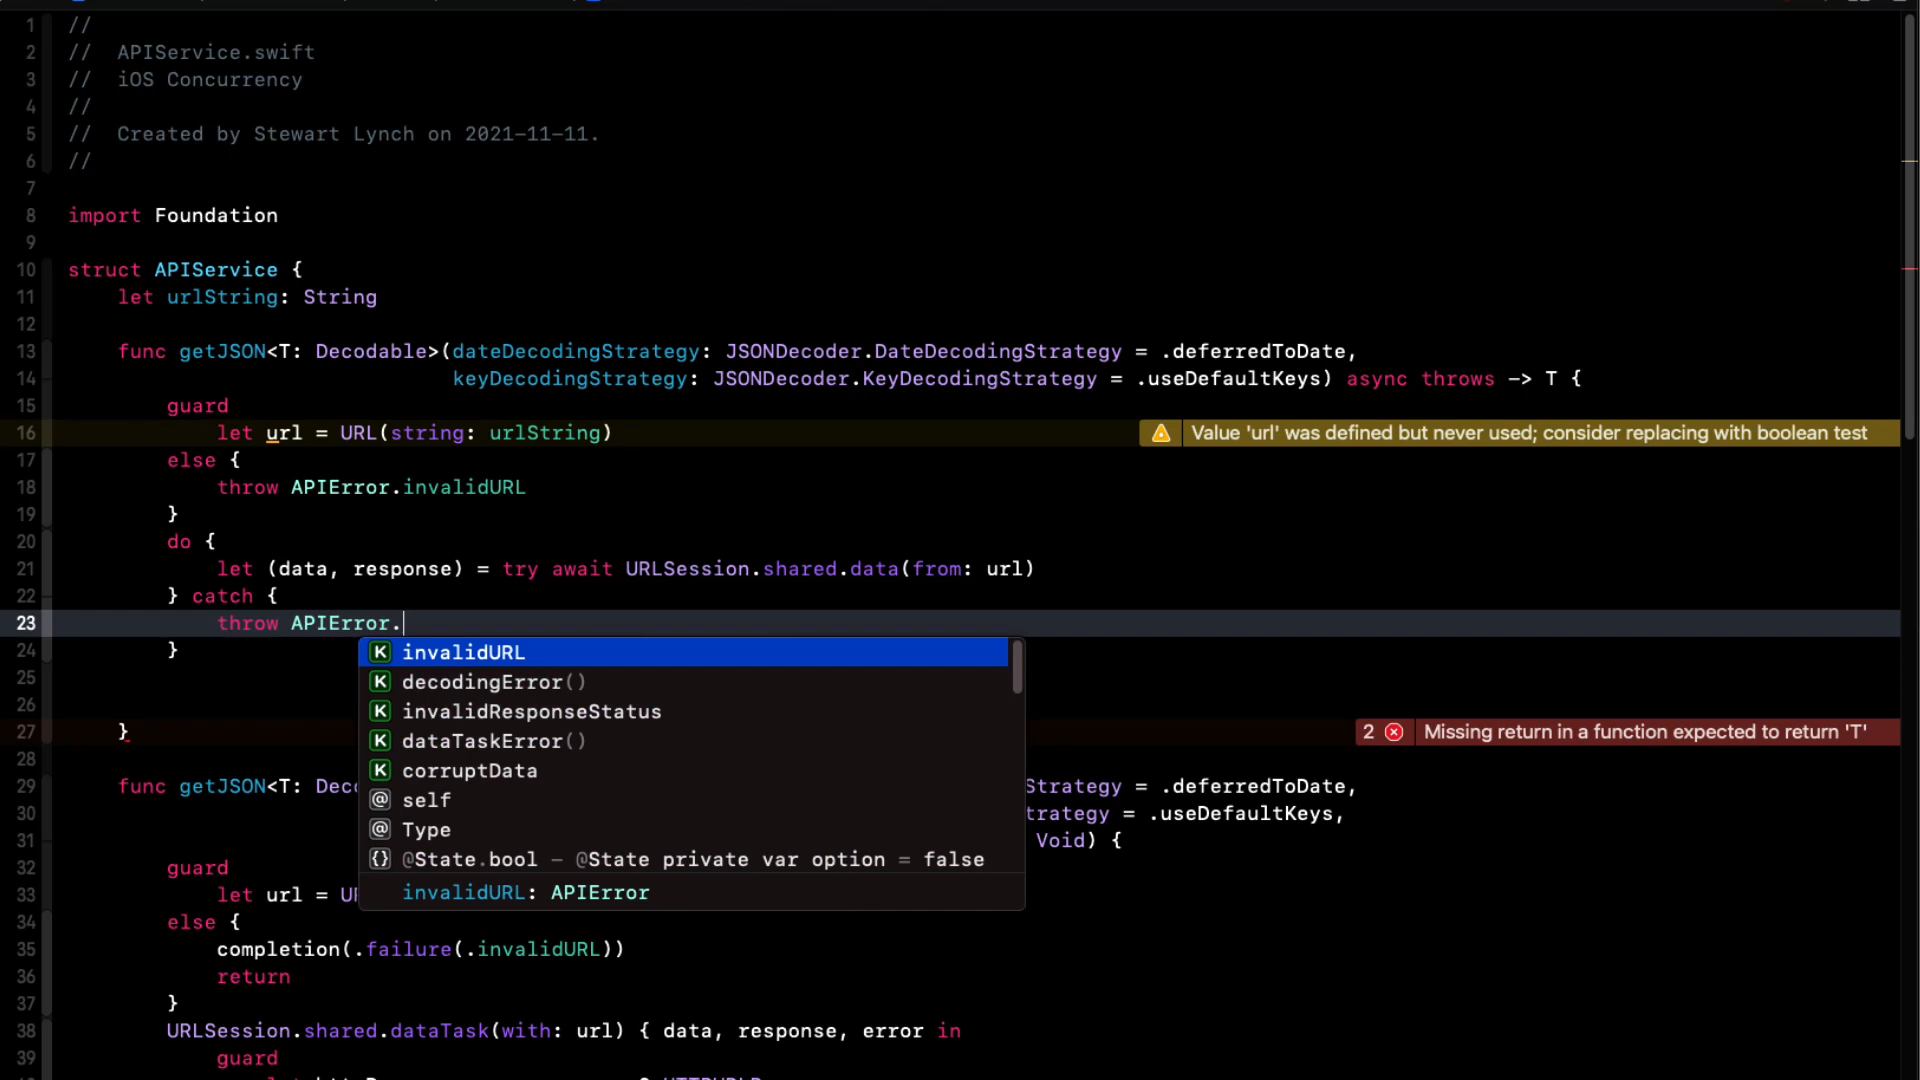 1 //
2 // APIService.swift
3 // iOS Concurrency
4 //
5 // Created by Stewart Lynch on 2021-11-11.
6 //
7
8 import Foundation
9
10 struct APIService {
11 let urlString: String
12
13 func getJSON<T: Decodable>(dateDecodingStrategy: JSONDecoder.DateDecodingStrategy = .deferredToDate,
14 keyDecodingStrategy: JSONDecoder.KeyDecodingStrategy = .useDefaultKeys) async throws -> T {
15 guard
16 let url = URL(string: urlString) Value 'url' was defined but never used; consider replacing with boolean test
17 else {
18 throw APIError.invalidURL
19 }
20 do {
21 let (data, response) = try await URLSession.shared.data(from: url)
22 } catch {
23 throw APIError.
K invalidURL
24 }
K decodingError()
25
26 K invalidResponseStatus
27 } 2 Missing return in a function expected to return 'T'
K dataTaskError()
28 K corruptData
29 func getJSON<T: Dec Strategy = .deferredToDate,
@ self
30 trategy = .useDefaultKeys,
@ Type
31 Void) {
{} @State.bool – @State private var option = false
32 guard
33 let url = invalidURL: APIError
34 else {
35 completion(.failure(.invalidURL))
36 return
37 }
38 URLSession.shared.dataTask(with: url) { data, response, error in
39 guard